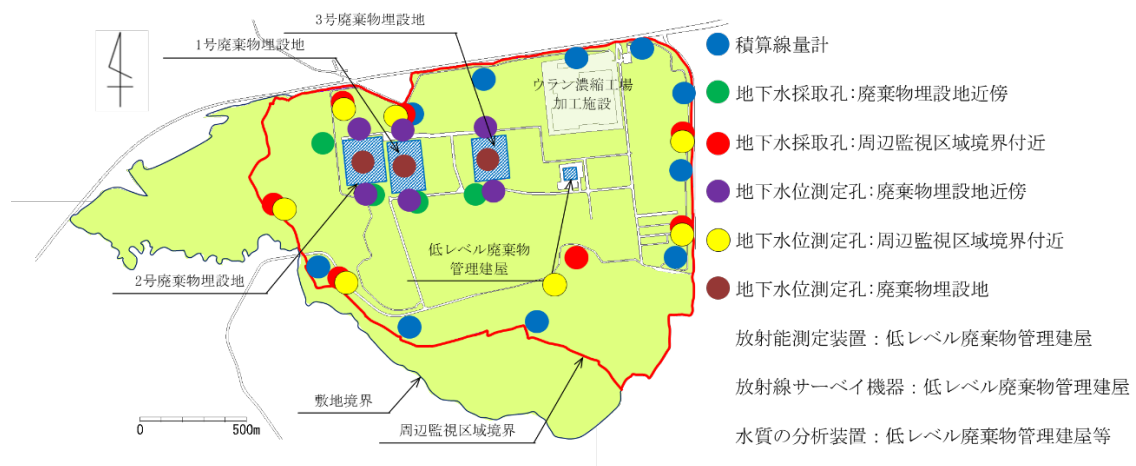 3号廃棄物埋設地
1号廃棄物埋設地
ウラン濃縮工場
加工施設
低レベル廃棄物
管理建屋
2号廃棄物埋設地
敷地境界
周辺監視区域境界
0
500m
積算線量計
地下水採取孔:廃棄物埋設地近傍
地下水採取孔:周辺監視区域境界付近
地下水位測定孔:廃棄物埋設地近傍
地下水位測定孔:周辺監視区域境界付近
地下水位測定孔:廃棄物埋設地
放射能測定装置：低レベル廃棄物管理建屋
放射線サーベイ機器：低レベル廃棄物管理建屋
水質の分析装置：低レベル廃棄物管理建屋等